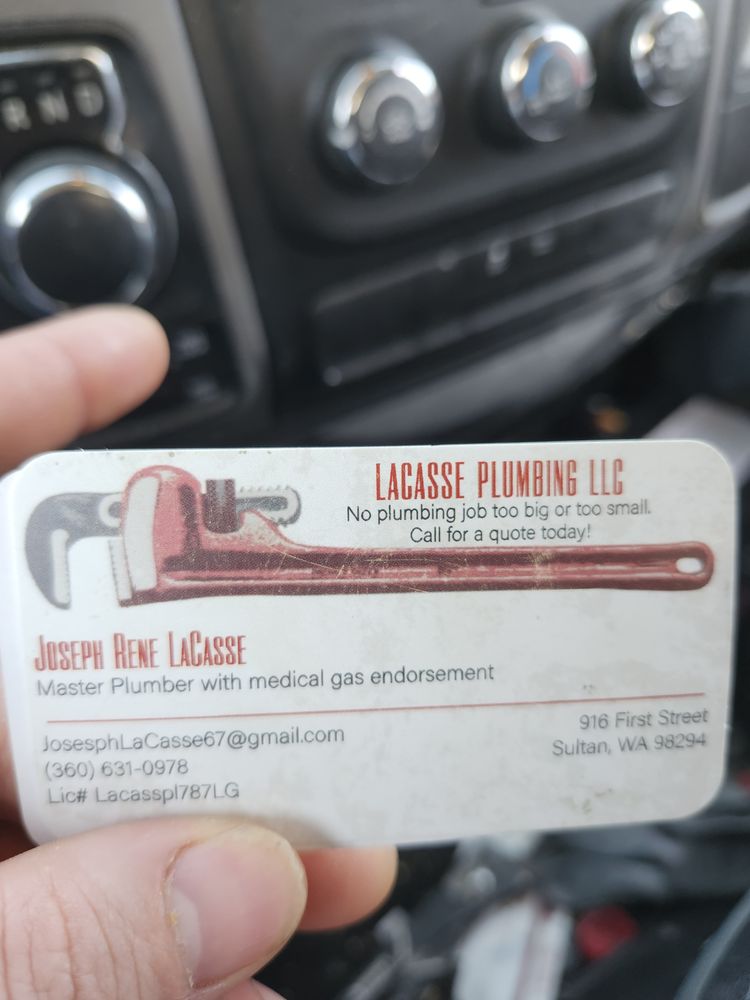 R N D
LACASSE PLUMBING LLC
No plumbing job too big or too small.
Call for a quote today!
JOSEPH RENE LACASSE
Master Plumber with medical gas endorsement
JosesphLaCasse67@gmail.com
(360) 631-0978
Lic# Lacasspl787LG
916 First Street
Sultan, WA 98294